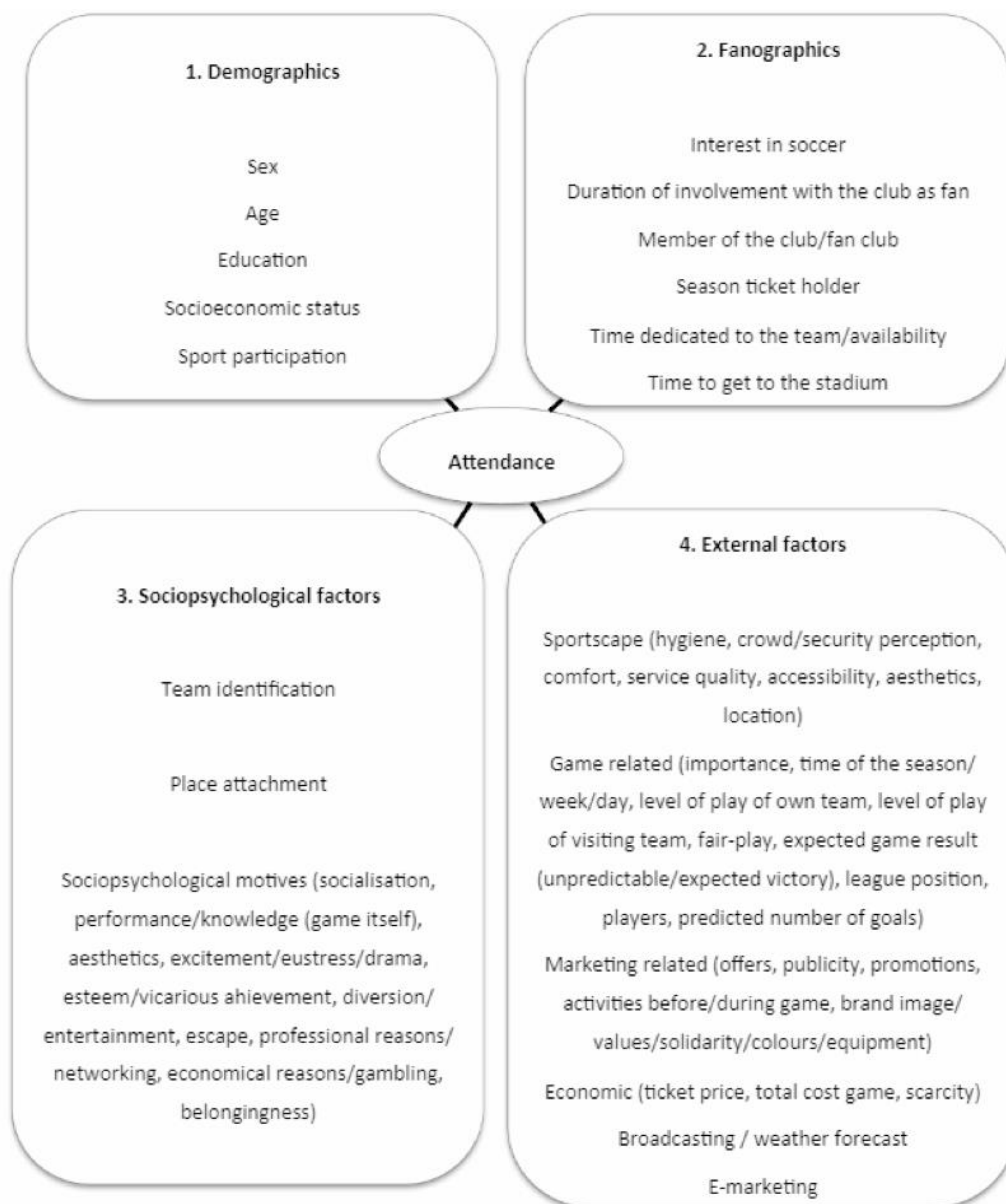 1. Demographics
Sex
Age
Education
Socioeconomic status
Sport participation
2. Fanographics
Interest in soccer
Duration of involvement with the club as fan
Member of the club/fan club
Season ticket holder
Time dedicated to the team/availability
Time to get to the stadium
Attendance
3. Sociopsychological factors
Team identification
Place attachment
Sociopsychological motives (socialisation,
performance/knowledge (game itself),
aesthetics, excitement/eustress/drama,
esteem/vicarious ahievement, diversion/
entertainment, escape, professional reasons/
networking, economical reasons/gambling,
belongingness)
4. External factors
Sportscape (hygiene, crowd/security perception,
comfort, service quality, accessibility, aesthetics,
location)
Game related (importance, time of the season/
week/day, level of play of own team, level of play
of visiting team, fair-play, expected game result
(unpredictable/expected victory), league position,
players, predicted number of goals)
Marketing related (offers, publicity, promotions,
activities before/during game, brand image/
values/solidarity/colours/equipment)
Economic (ticket price, total cost game, scarcity)
Broadcasting / weather forecast
E-marketing